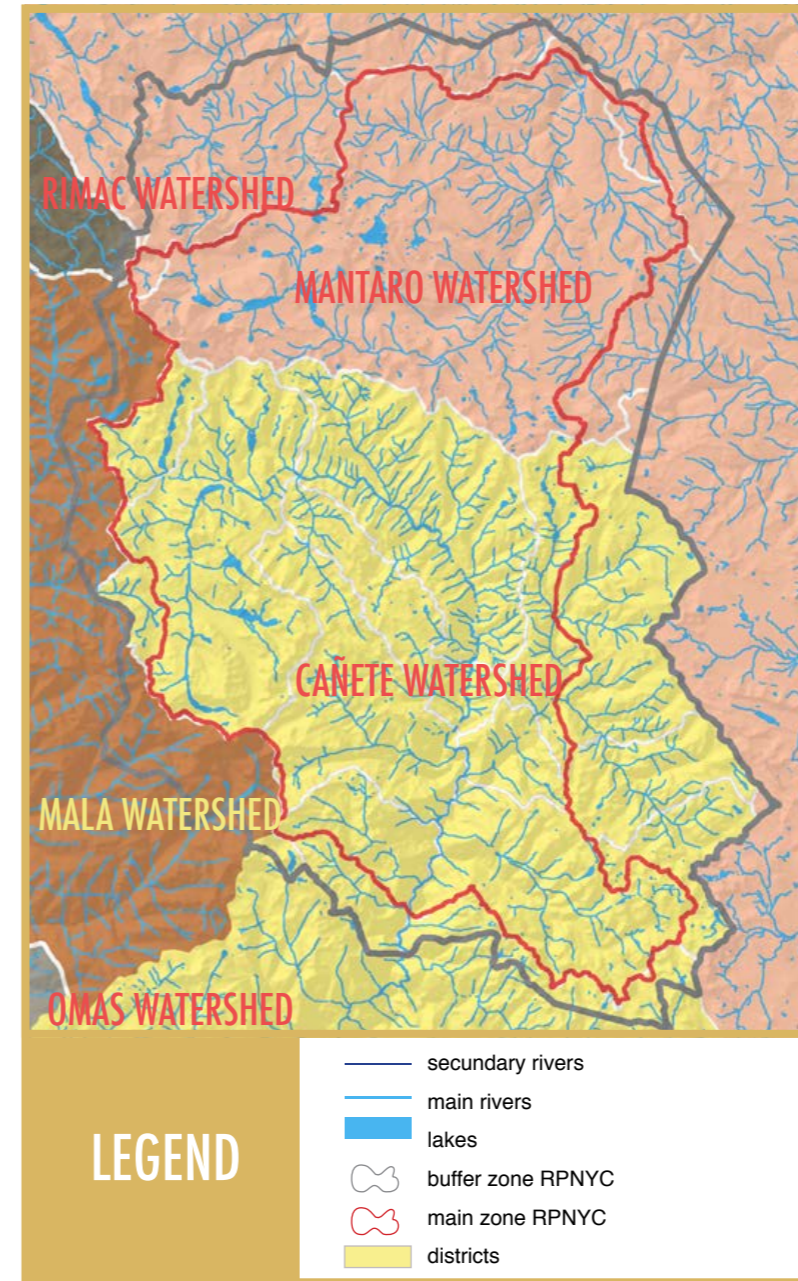 RIMAC WATERSHED
MANTARO WATERSHED
CAÑETE WATERSHED
MALA WATERSHED
OMAS WATERSHED
LEGEND
secundary rivers
main rivers
lakes
buffer zone RPNYC
main zone RPNYC
districts